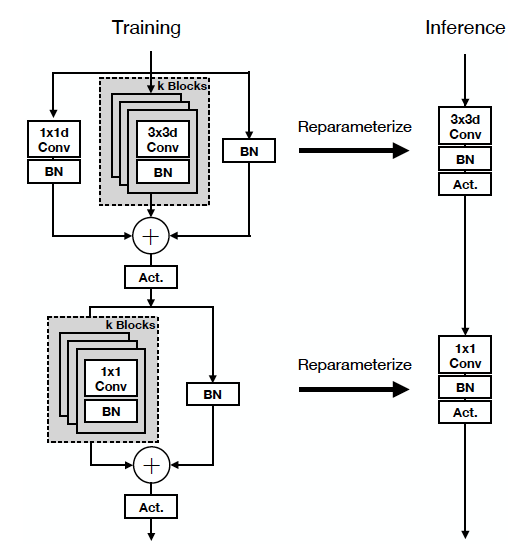 Training
Inference
k Blocks
1x1d
Conv
BN
3x3d
Conv
BN
BN
Reparameterize
3x3d
Conv
BN
Act.
+
Act.
k Blocks
1x1
Conv
BN
BN
Reparameterize
1x1
Conv
BN
Act.
+
Act.